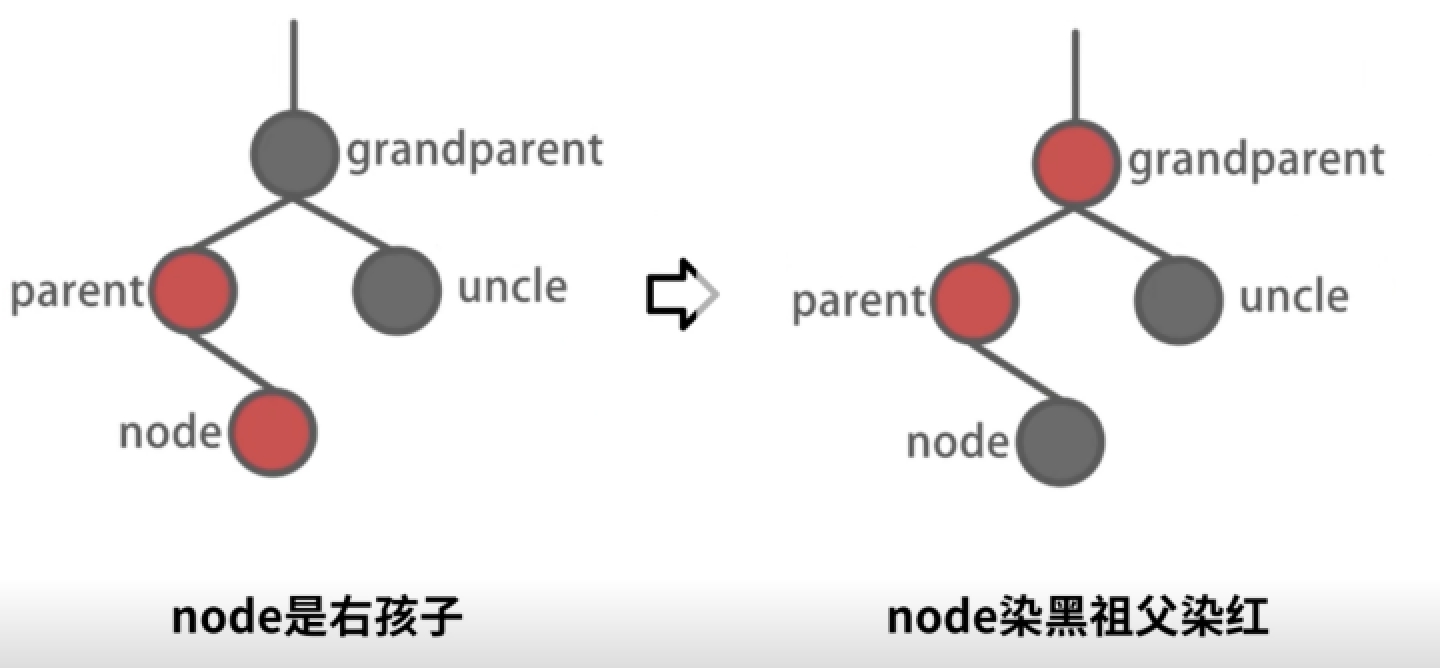 grandparent
parent
uncle
node
node是右孩子
grandparent
parent
uncle
node
node染黑祖父染红